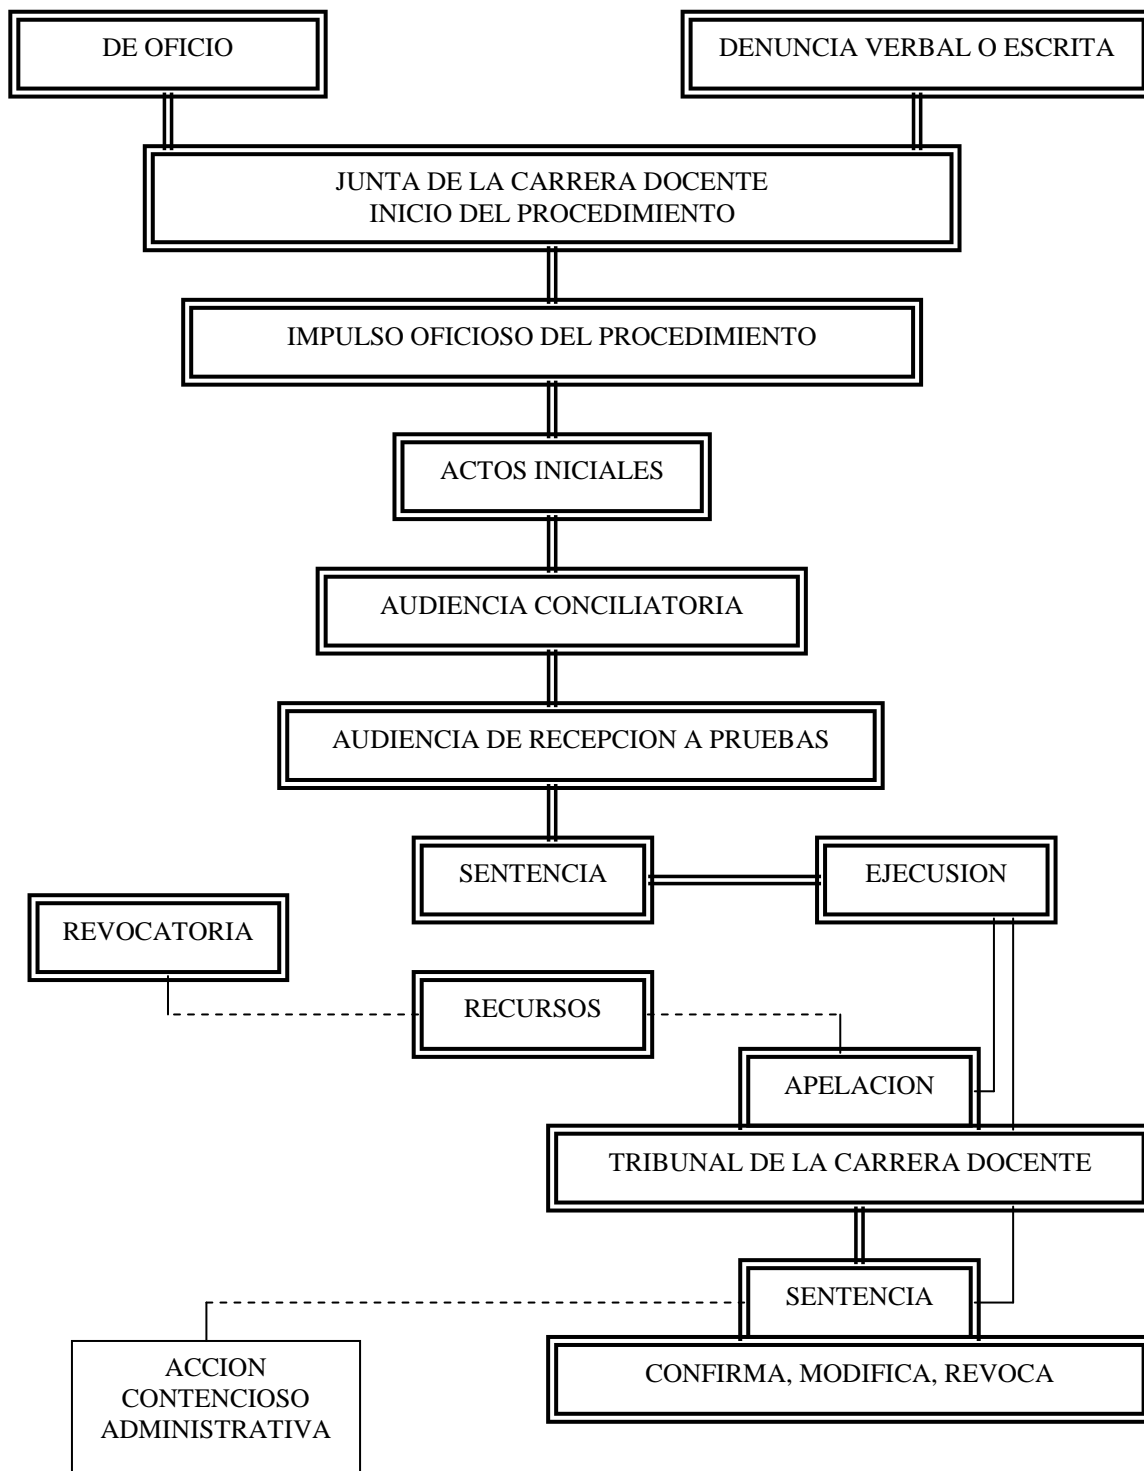 DE OFICIO
DENUNCIA VERBAL O ESCRITA
JUNTA DE LA CARRERA DOCENTE
INICIO DEL PROCEDIMIENTO
IMPULSO OFICIOSO DEL PROCEDIMIENTO
ACTOS INICIALES
AUDIENCIA CONCILIATORIA
AUDIENCIA DE RECEPCION A PRUEBAS
SENTENCIA
EJECUSION
REVOCATORIA
RECURSOS
APELACION
TRIBUNAL DE LA CARRERA DOCENTE
SENTENCIA
CONFIRMA, MODIFICA, REVOCA
ACCION
CONTENCIOSO
ADMINISTRATIVA